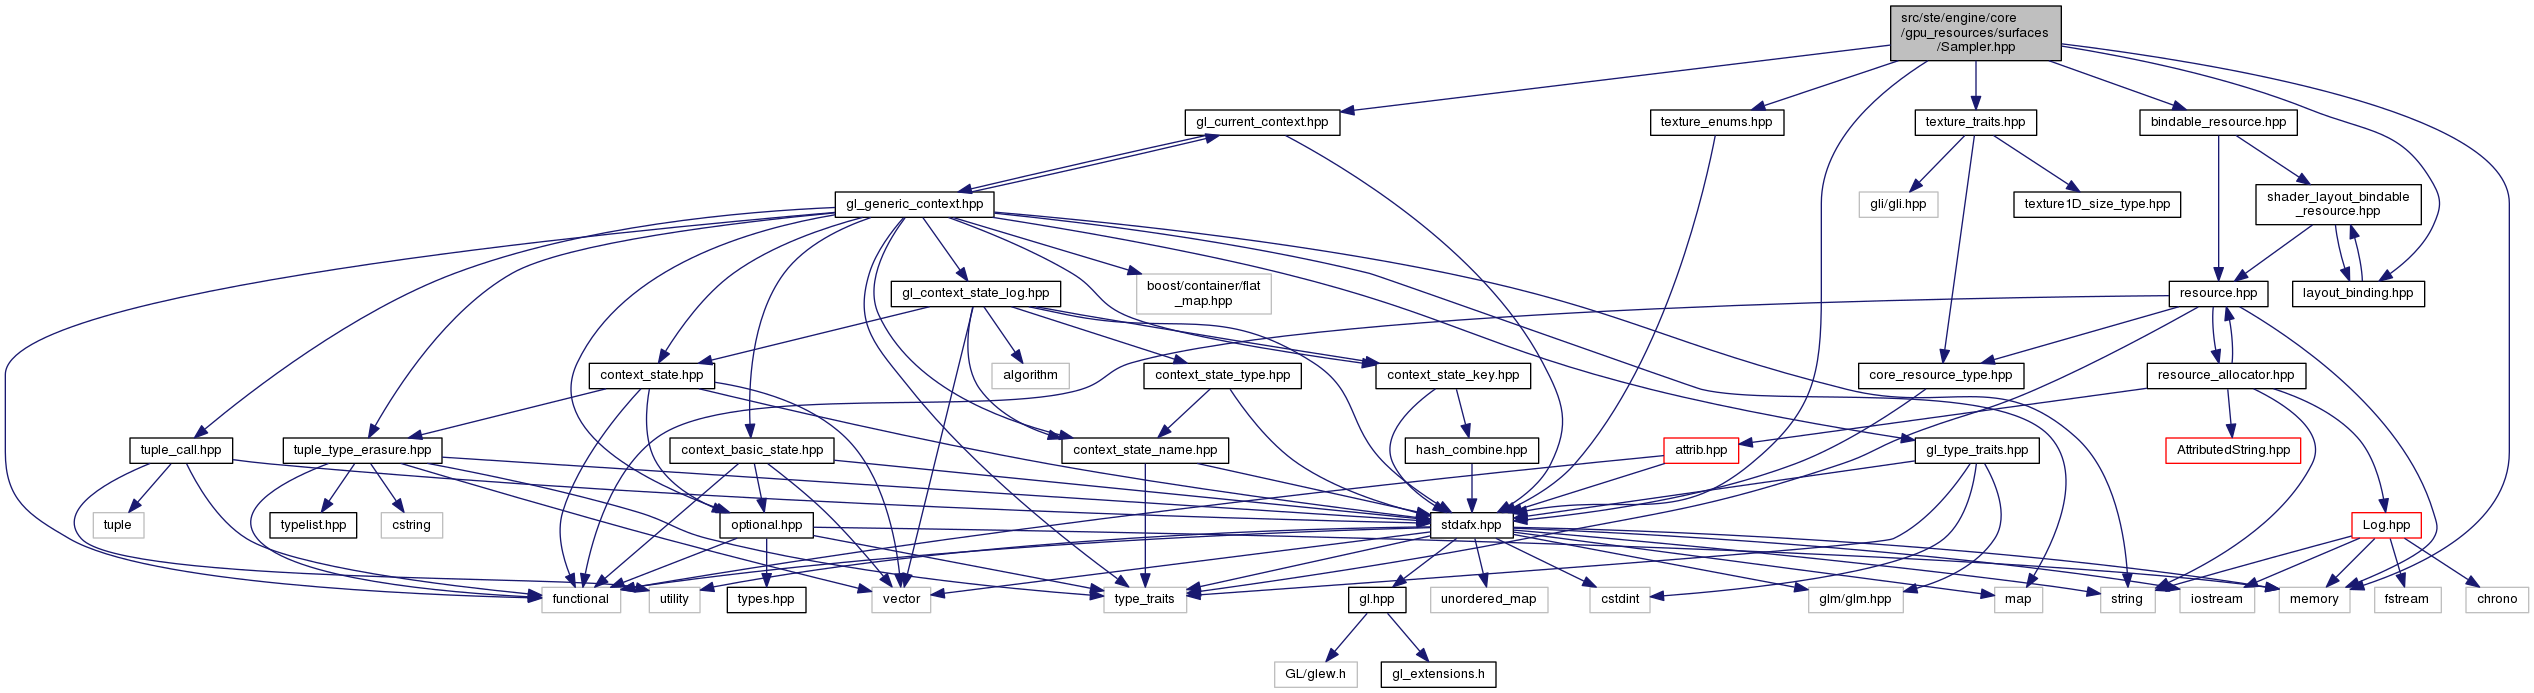 src/ste/engine/core
/gpu_resources/surfaces
/Sampler.hpp
gl_current_context.hpp
texture_enums.hpp
texture_traits.hpp
bindable_resource.hpp
gl_generic_context.hpp
gli/gli.hpp
texture1D_size_type.hpp
shader_layout_bindable
_resource.hpp
gl_context_state_log.hpp
boost/container/flat
_map.hpp
resource.hpp
layout_binding.hpp
context_state.hpp
algorithm
context_state_type.hpp
context_state_key.hpp
core_resource_type.hpp
resource_allocator.hpp
tuple_call.hpp
tuple_type_erasure.hpp
context_basic_state.hpp
context_state_name.hpp
hash_combine.hpp
attrib.hpp
gl_type_traits.hpp
AttributedString.hpp
tuple
typelist.hpp
cstring
optional.hpp
stdafx.hpp
Log.hpp
functional
utility
types.hpp
vector
type_traits
gl.hpp
unordered_map
cstdint
glm/glm.hpp
map
string
iostream
memory
fstream
chrono
GL/glew.h
gl_extensions.h